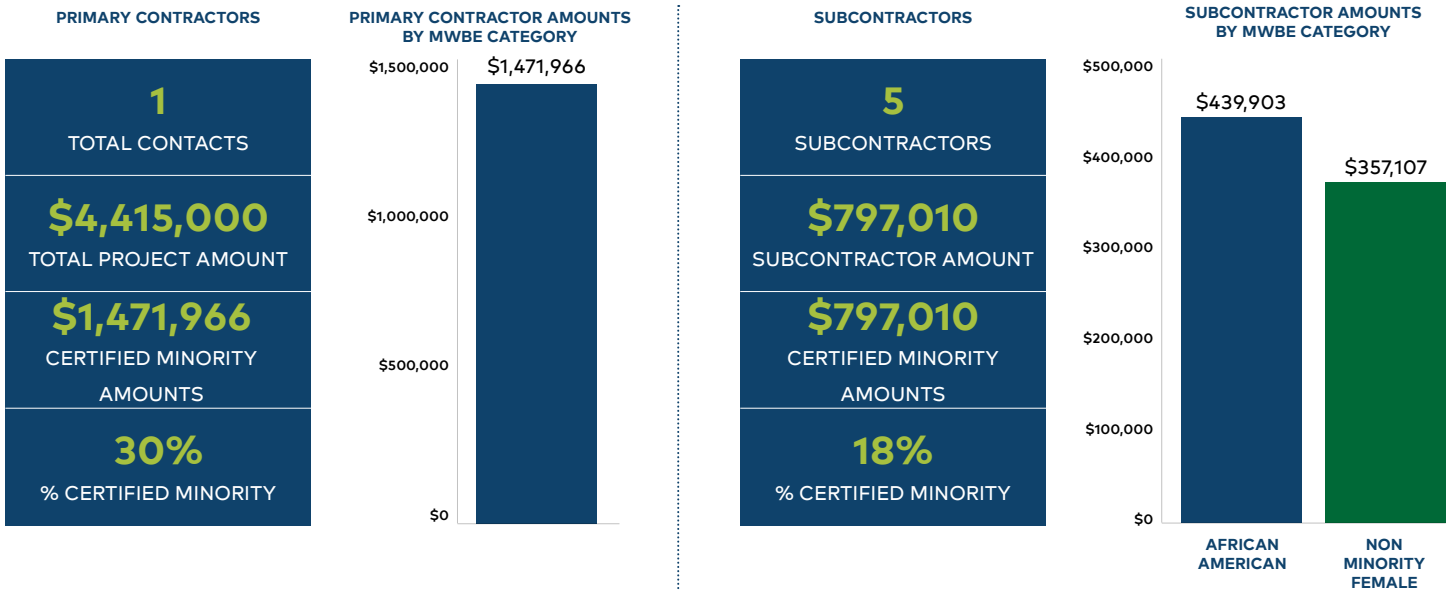 PRIMARY CONTRACTORS
1
TOTAL CONTACTS
$4,415,000
TOTAL PROJECT AMOUNT
$1,471,966
CERTIFIED MINORITY
AMOUNTS
30%
% CERTIFIED MINORITY
PRIMARY CONTRACTOR AMOUNTS
BY MWBE CATEGORY
$1,500,000
$1,471,966
$1,000,000
$500,000
$0
SUBCONTRACTORS
5
SUBCONTRACTORS
$797,010
SUBCONTRACTOR AMOUNT
$797,010
CERTIFIED MINORITY
AMOUNTS
18%
% CERTIFIED MINORITY
SUBCONTRACTOR AMOUNTS
BY MWBE CATEGORY
$500,000
$439,903
$400,000
$357,107
$300,000
$200,000
$100,000
$0
AFRICAN
AMERICAN
NON
MINORITY
FEMALE